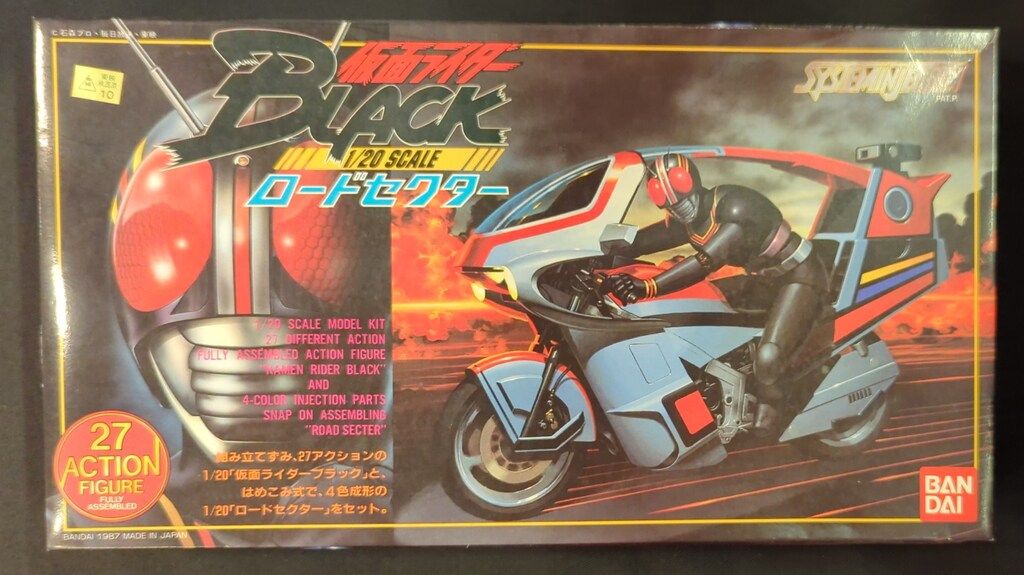 ©石森プロ・毎日放送・東映
東映
10
仮面ライダー
BLACK
1/20 SCALE
ロードセクター
SYSTEM INJECTION
PAT.P.
1/20 SCALE MODEL KIT
27 DIFFERENT ACTION
FULLY ASSEMBLED ACTION FIGURE
"KAMEN RIDER BLACK"
AND
4-COLOR INJECTION PARTS
SNAP ON ASSEMBLING
"ROAD SECTER"
組み立てずみ、27アクションの
1/20「仮面ライダーブラック」と、
はめこみ式で、4色成形の
1/20「ロードセクター」をセット。
27
ACTION
FIGURE
FULLY
ASSEMBLED
BANDAI 1987 MADE IN JAPAN
BAN
DAI